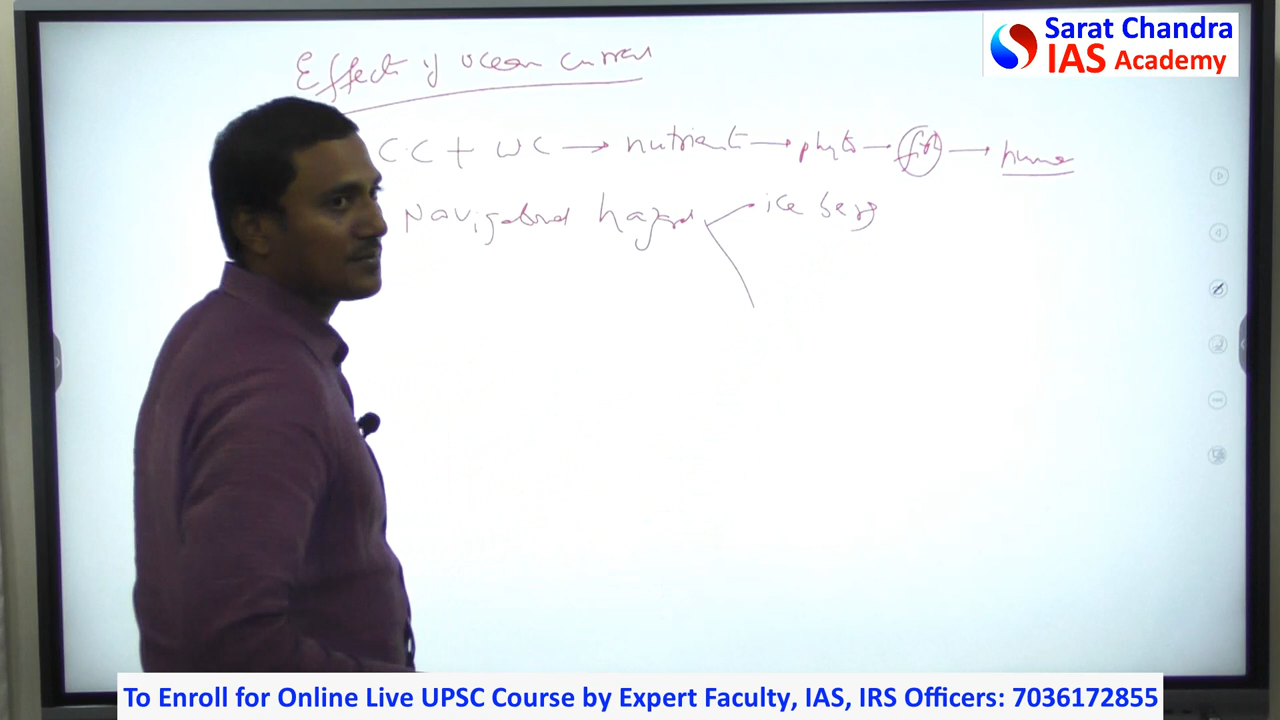 Sarat Chandra
IAS Academy
Effect of ocean current
CC + WC → nutrient → phyto → fish → human
Navigational hazard ice berg
To Enroll for Online Live UPSC Course by Expert Faculty, IAS, IRS Officers: 7036172855